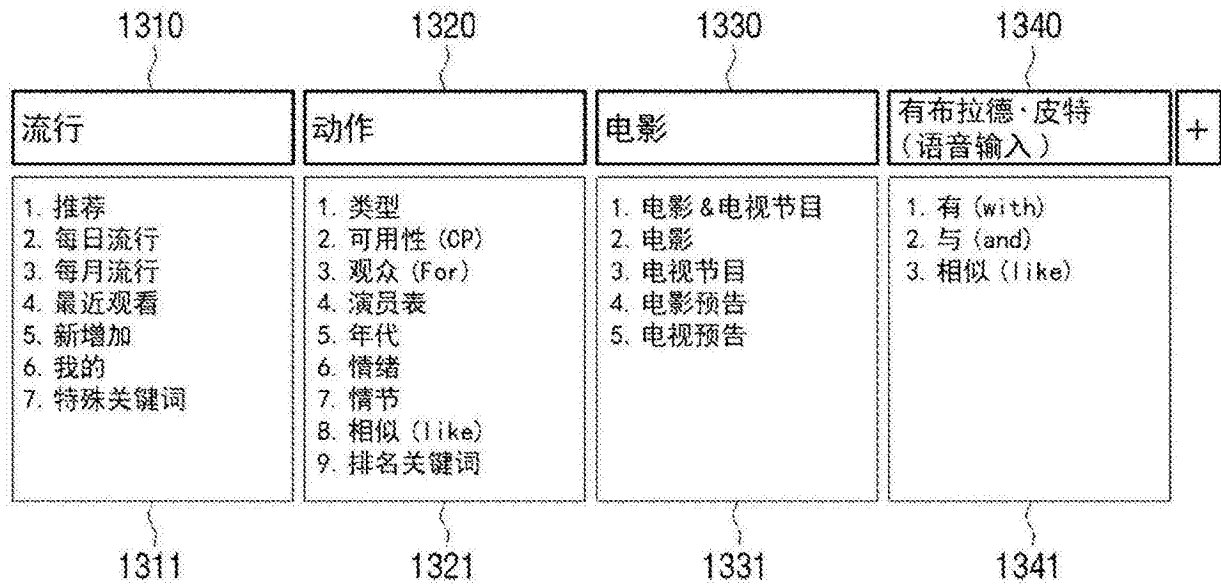 1310
1320
1330
1340
流行
动作
电影
有布拉德·皮特
(语音输入)
+
1. 推荐
2. 每日流行
3. 每月流行
4. 最近观看
5. 新增加
6. 我的
7. 特殊关键词
1. 类型
2. 可用性 (CP)
3. 观众 (For)
4. 演员表
5. 年代
6. 情绪
7. 情节
8. 相似 (like)
9. 排名关键词
1. 电影&电视节目
2. 电影
3. 电视节目
4. 电影预告
5. 电视预告
1. 有 (with)
2. 与 (and)
3. 相似 (like)
1311
1321
1331
1341